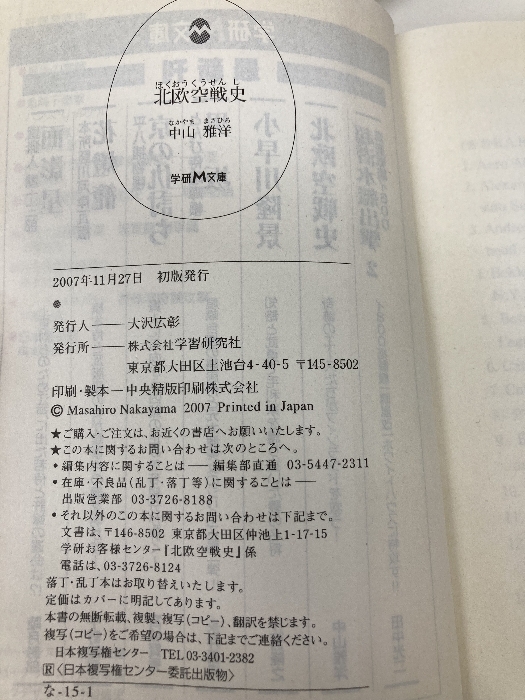 ほくおうくうせんし
北欧空戦史
なかやま まさひろ
中山 雅洋
学研M文庫
2007年11月27日 初版発行
●
発行人――大沢広彰
発行所――株式会社学習研究社
東京都大田区上池台4-40-5 〒145-8502
印刷・製本―中央精版印刷株式会社
© Masahiro Nakayama 2007 Printed in Japan
★ご購入・ご注文は、お近くの書店へお願いいたします。
★この本に関するお問い合わせは次のところへ。
・編集内容に関することは――編集部直通 03-5447-2311
・在庫・不良品(乱丁・落丁等)に関することは――
出版営業部 03-3726-8188
・それ以外のこの本に関するお問い合わせは下記まで。
文書は、〒146-8502 東京都大田区仲池上1-17-15
学研お客様センター『北欧空戦史』係
電話は、03-3726-8124
落丁・乱丁本はお取り替えいたします。
定価はカバーに明記してあります。
本書の無断転載、複製、複写(コピー)、翻訳を禁じます。
複写(コピー)をご希望の場合は、下記までご連絡ください。
日本複写権センター TEL 03-3401-2382
R〈日本複写権センター委託出版物〉
な-15-1